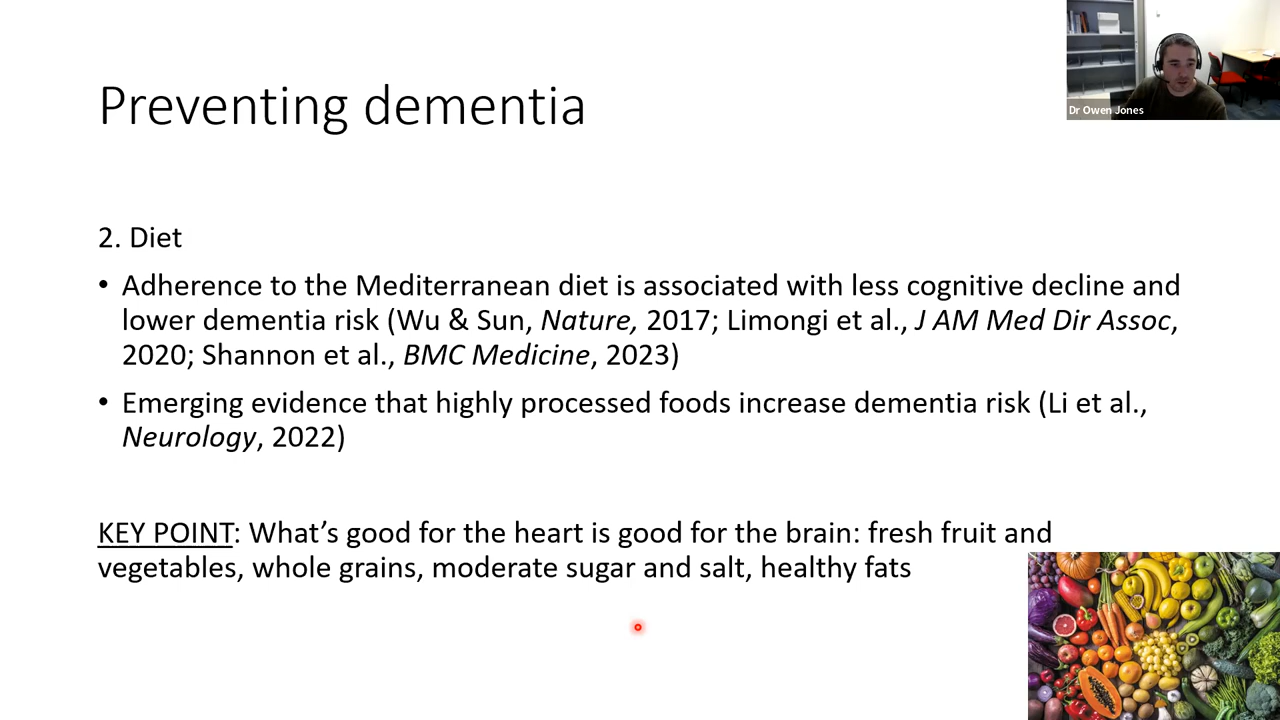 Dr Owen Jones
Preventing dementia
2. Diet
• Adherence to the Mediterranean diet is associated with less cognitive decline and
lower dementia risk (Wu & Sun, Nature, 2017; Limongi et al., J AM Med Dir Assoc,
2020; Shannon et al., BMC Medicine, 2023)
• Emerging evidence that highly processed foods increase dementia risk (Li et al.,
Neurology, 2022)
KEY POINT: What’s good for the heart is good for the brain: fresh fruit and
vegetables, whole grains, moderate sugar and salt, healthy fats